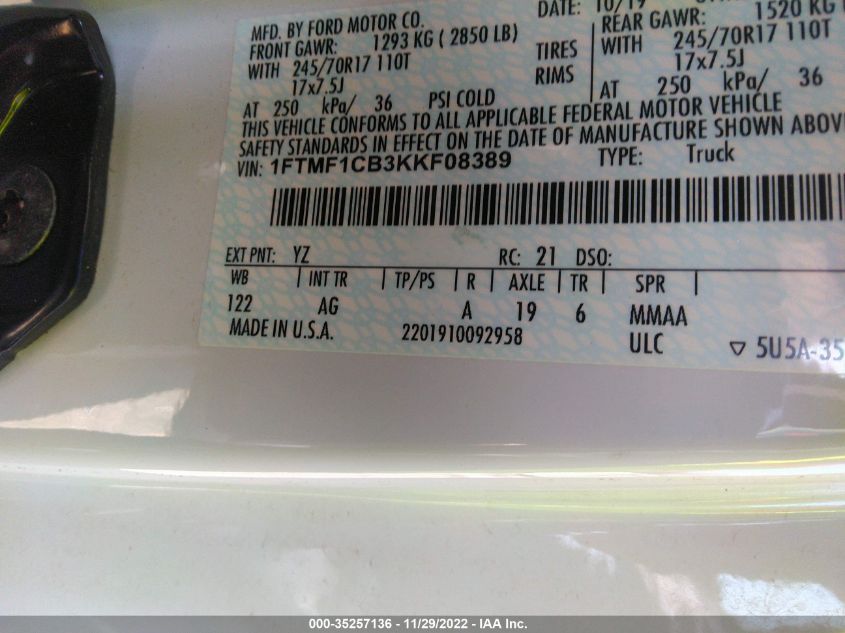 DATE: 10/19
MFD. BY FORD MOTOR CO.
FRONT GAWR: 1293 KG ( 2850 LB)
REAR GAWR: 1520 KG
WITH 245/70R17 110T TIRES WITH 245/70R17 110T
17x7.5J RIMS 17x7.5J
AT 250 kPa/ 36 PSI COLD AT 250 kPa/ 36
THIS VEHICLE CONFORMS TO ALL APPLICABLE FEDERAL MOTOR VEHICLE
SAFETY STANDARDS IN EFFECT ON THE DATE OF MANUFACTURE SHOWN ABOVE
VIN: 1FTMF1CB3KKF08389 TYPE: Truck
EXT PNT: YZ RC: 21 DSO:
WB INT TR TP/PS R AXLE TR SPR
122 AG A 19 6 MMAA
MADE IN U.S.A. 2201910092958 ULC ▽ 5U5A-35
000-35257136 - 11/29/2022 - IAA Inc.